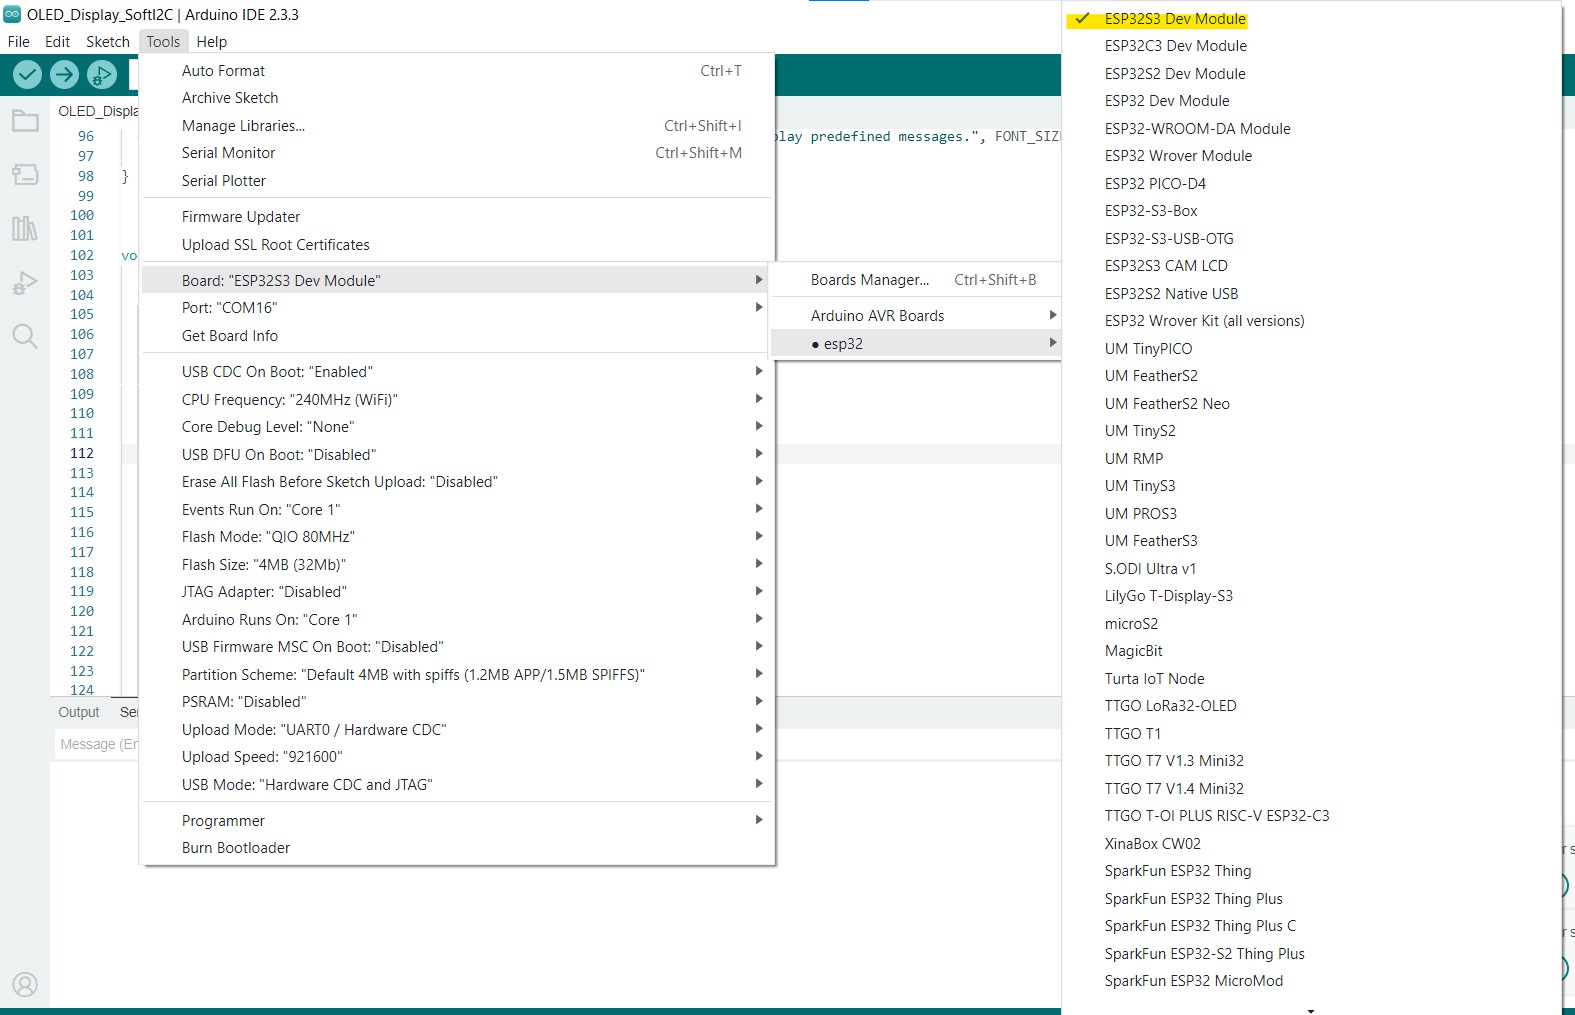 OLED_Display_SoftI2C | Arduino IDE 2.3.3
File Edit Sketch Tools Help
OLED_Displa
96
97
98 }
99
100
101
102 vo
103
104
105
106
107
108
109
110
111
112
113
114
115
116
117
118
119
120
121
122
123
124
play predefined messages.", FONT_SIZ
Output Se
Message (En
Auto Format Ctrl+T
Archive Sketch
Manage Libraries... Ctrl+Shift+I
Serial Monitor Ctrl+Shift+M
Serial Plotter
Firmware Updater
Upload SSL Root Certificates
Board: "ESP32S3 Dev Module"
Port: "COM16"
Get Board Info
USB CDC On Boot: "Enabled"
CPU Frequency: "240MHz (WiFi)"
Core Debug Level: "None"
USB DFU On Boot: "Disabled"
Erase All Flash Before Sketch Upload: "Disabled"
Events Run On: "Core 1"
Flash Mode: "QIO 80MHz"
Flash Size: "4MB (32Mb)"
JTAG Adapter: "Disabled"
Arduino Runs On: "Core 1"
USB Firmware MSC On Boot: "Disabled"
Partition Scheme: "Default 4MB with spiffs (1.2MB APP/1.5MB SPIFFS)"
PSRAM: "Disabled"
Upload Mode: "UART0 / Hardware CDC"
Upload Speed: "921600"
USB Mode: "Hardware CDC and JTAG"
Programmer
Burn Bootloader
Boards Manager... Ctrl+Shift+B
Arduino AVR Boards
● esp32
ESP32S3 Dev Module
ESP32C3 Dev Module
ESP32S2 Dev Module
ESP32 Dev Module
ESP32-WROOM-DA Module
ESP32 Wrover Module
ESP32 PICO-D4
ESP32-S3-Box
ESP32-S3-USB-OTG
ESP32S3 CAM LCD
ESP32S2 Native USB
ESP32 Wrover Kit (all versions)
UM TinyPICO
UM FeatherS2
UM FeatherS2 Neo
UM TinyS2
UM RMP
UM TinyS3
UM PROS3
UM FeatherS3
S.ODI Ultra v1
LilyGo T-Display-S3
microS2
MagicBit
Turta IoT Node
TTGO LoRa32-OLED
TTGO T1
TTGO T7 V1.3 Mini32
TTGO T7 V1.4 Mini32
TTGO T-OI PLUS RISC-V ESP32-C3
XinaBox CW02
SparkFun ESP32 Thing
SparkFun ESP32 Thing Plus
SparkFun ESP32 Thing Plus C
SparkFun ESP32-S2 Thing Plus
SparkFun ESP32 MicroMod